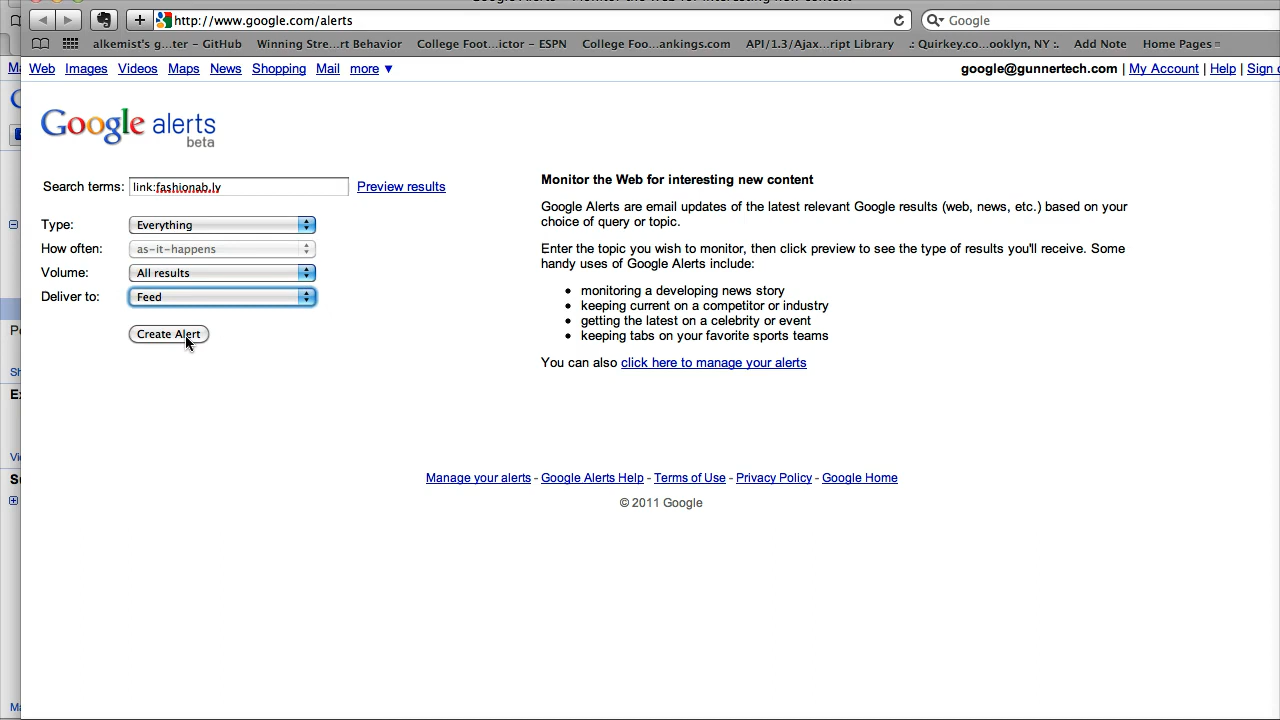 Google Alerts - Monitor the Web for interesting new content
http://www.google.com/alerts
Google
alkemist's g...ter - GitHub Winning Stre...rt Behavior College Foot...ictor - ESPN College Foo...ankings.com API/1.3/Ajax...ript Library .: Quirkey.co...ooklyn, NY :. Add Note Home Pages
Web Images Videos Maps News Shopping Mail more ▼ google@gunnertech.com | My Account | Help | Sign
Google alerts
beta
Search terms: link:fashionab.ly Preview results
Type: Everything
How often: as-it-happens
Volume: All results
Deliver to: Feed
Create Alert
Monitor the Web for interesting new content
Google Alerts are email updates of the latest relevant Google results (web, news, etc.) based on your
choice of query or topic.
Enter the topic you wish to monitor, then click preview to see the type of results you'll receive. Some
handy uses of Google Alerts include:
• monitoring a developing news story
• keeping current on a competitor or industry
• getting the latest on a celebrity or event
• keeping tabs on your favorite sports teams
You can also click here to manage your alerts
Manage your alerts - Google Alerts Help - Terms of Use - Privacy Policy - Google Home
© 2011 Google